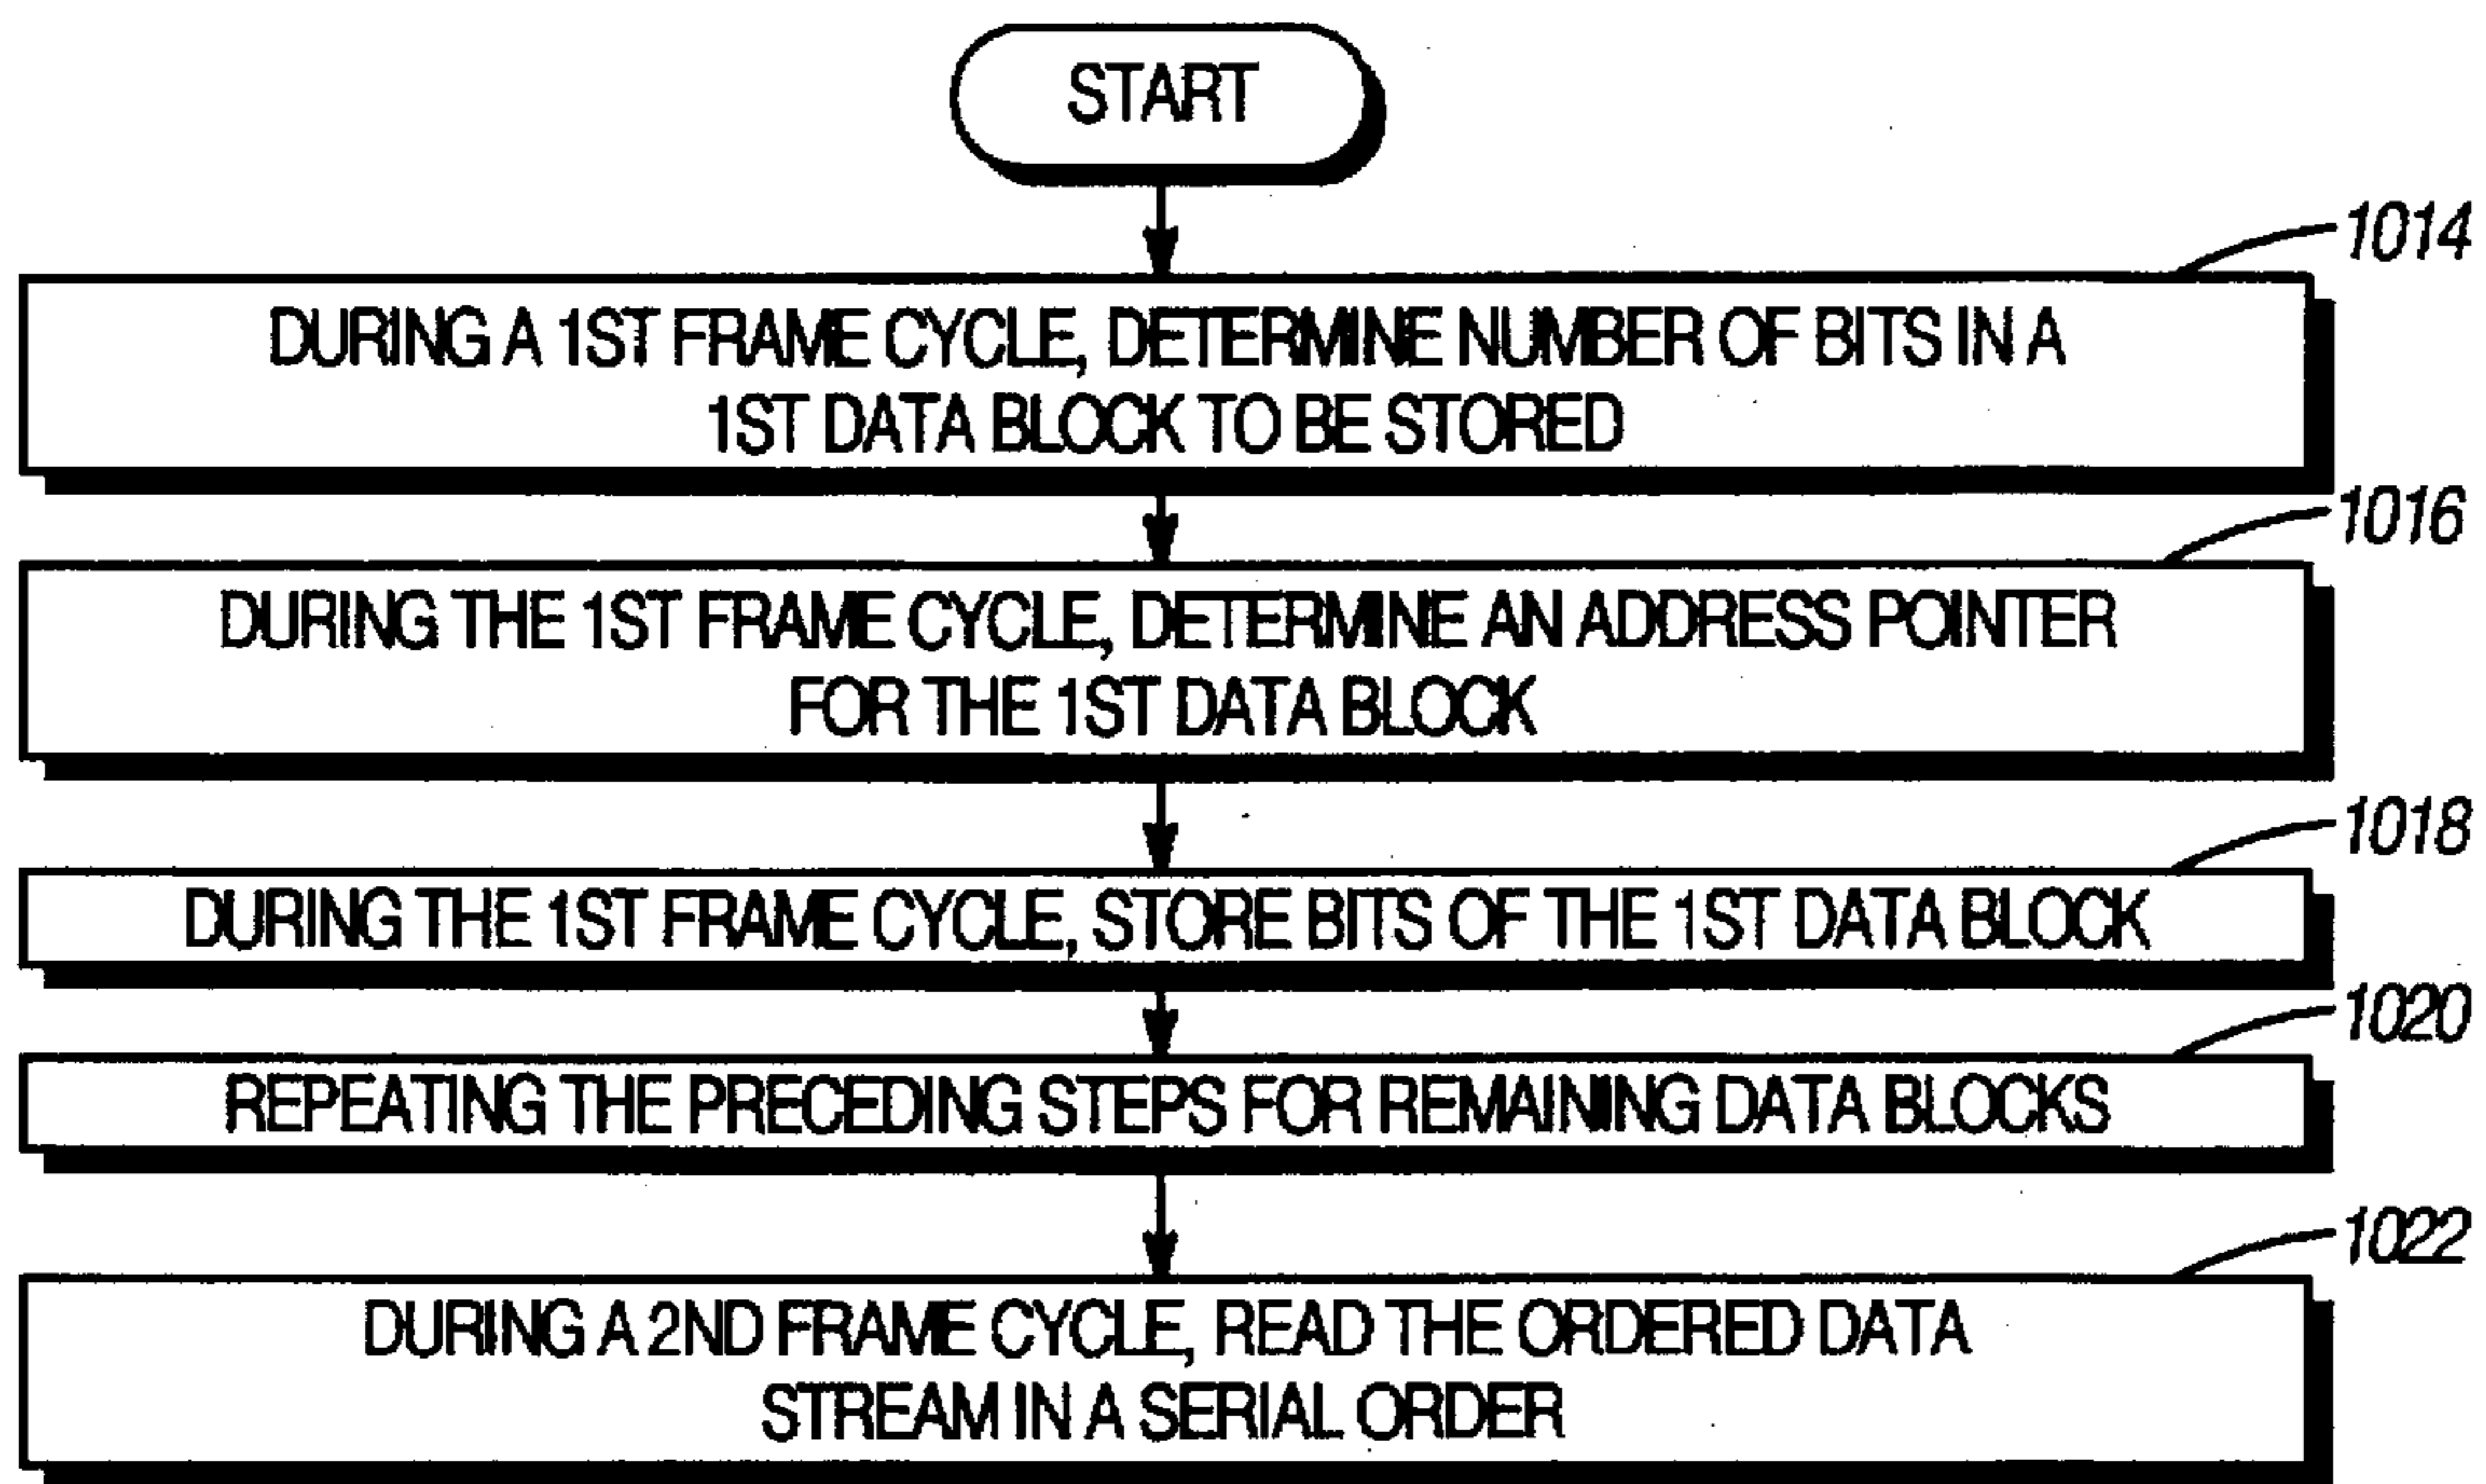 START
1014
DURING A 1ST FRAME CYCLE, DETERMINE NUMBER OF BITS IN A
1ST DATA BLOCK TO BE STORED
1016
DURING THE 1ST FRAME CYCLE, DETERMINE AN ADDRESS POINTER
FOR THE 1ST DATA BLOCK
1018
DURING THE 1ST FRAME CYCLE, STORE BITS OF THE 1ST DATA BLOCK
1020
REPEATING THE PRECEDING STEPS FOR REMAINING DATA BLOCKS
1022
DURING A 2ND FRAME CYCLE, READ THE ORDERED DATA
STREAM IN A SERIAL ORDER